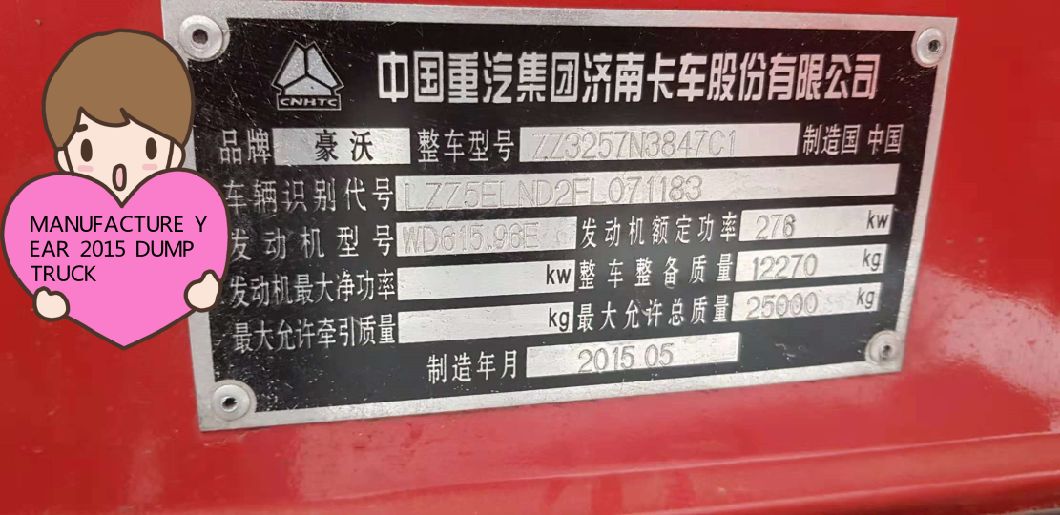 中国重汽集团济南卡车股份有限公司
CNHTC
品牌 豪沃 整车型号 ZZ3257N3847C1 制造国 中国
车辆识别代号 LZZ5ELND2FL071183
发动机型号 WD615.96E 发动机额定功率 276 kw
发动机最大净功率 kw 整车整备质量 12270 kg
最大允许牵引质量 kg 最大允许总质量 25000 kg
制造年月 2015.05
MANUFACTURE Y
EAR 2015 DUMP
TRUCK